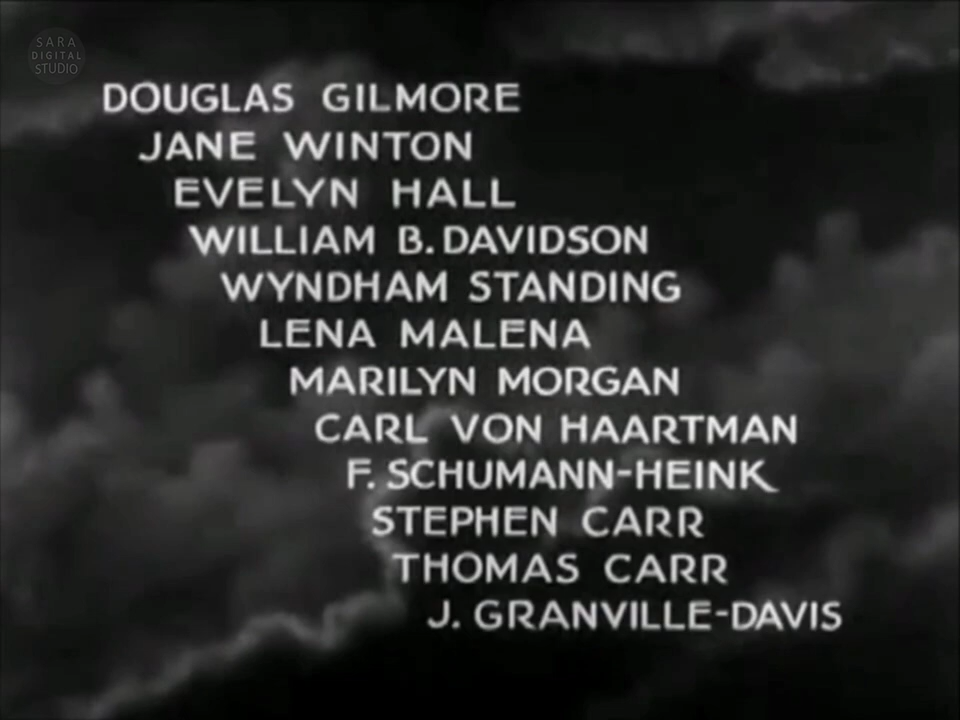 SARA
DIGITAL
STUDIO
DOUGLAS GILMORE
JANE WINTON
EVELYN HALL
WILLIAM B. DAVIDSON
WYNDHAM STANDING
LENA MALENA
MARILYN MORGAN
CARL VON HAARTMAN
F. SCHUMANN-HEINK
STEPHEN CARR
THOMAS CARR
J. GRANVILLE-DAVIS